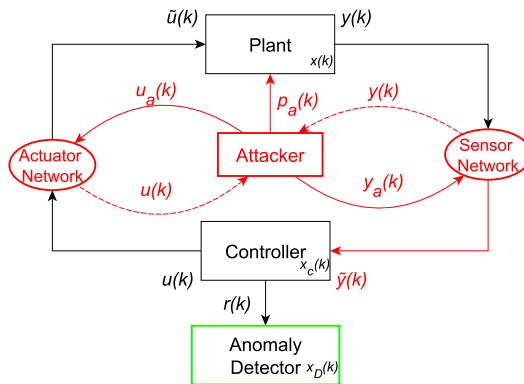 ũ(k)
y(k)
Plant
x(k)
u_a(k)
p_a(k)
y(k)
Actuator
Network
Attacker
Sensor
Network
u(k)
y_a(k)
Controller
x_c(k)
u(k)
ỹ(k)
r(k)
Anomaly
Detector x_D(k)